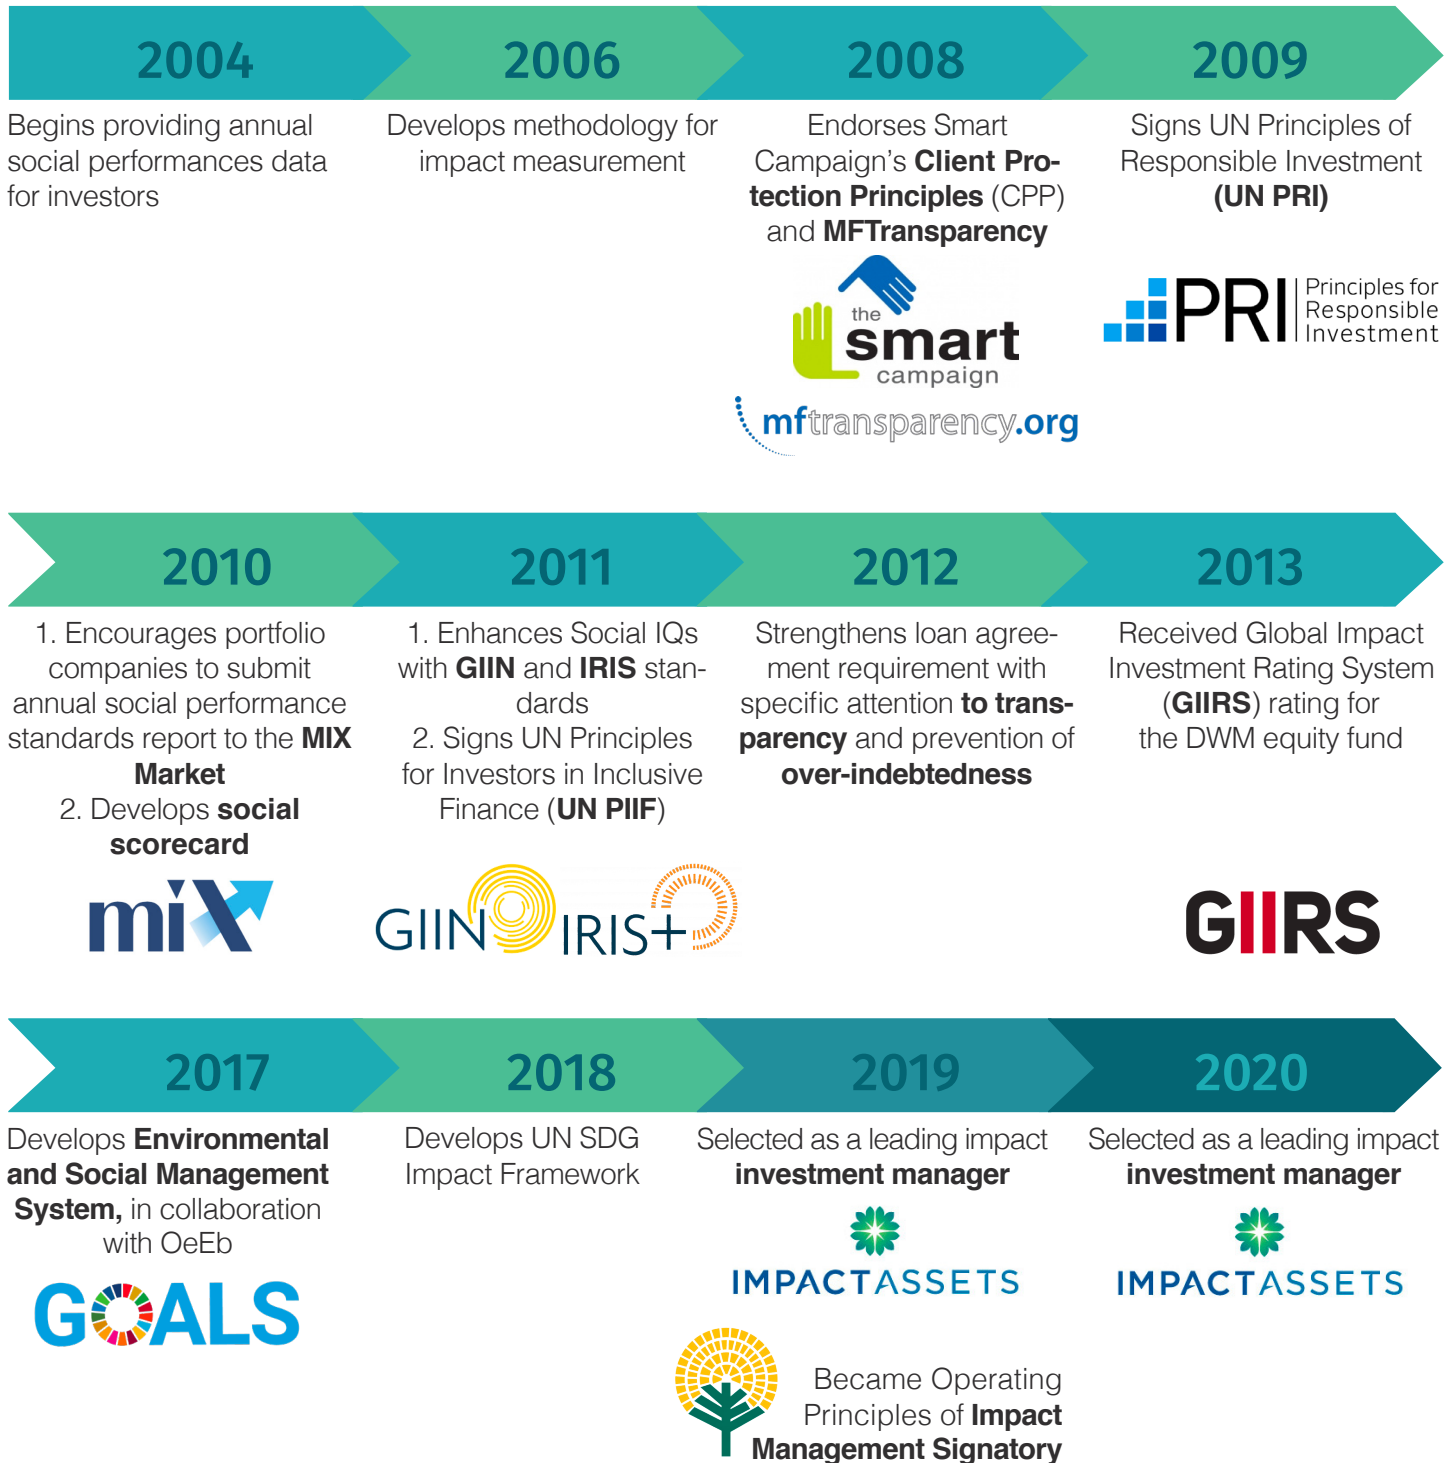 2004
Begins providing annual
social performances data
for investors
2006
Develops methodology for
impact measurement
2008
Endorses Smart
Campaign's Client Pro-
tection Principles (CPP)
and MFTransparency
the
smart
campaign
mftransparency.org
2009
Signs UN Principles of
Responsible Investment
(UN PRI)
PRI
Principles for
Responsible
Investment
2010
1. Encourages portfolio
companies to submit
annual social performance
standards report to the MIX
Market
2. Develops social
scorecard
mix
2011
1. Enhances Social IQs
with GIIN and IRIS stan-
dards
2. Signs UN Principles
for Investors in Inclusive
Finance (UN PIIF)
GIIN
IRIS+
2012
Strengthens loan agree-
ment requirement with
specific attention to trans-
parency and prevention of
over-indebtedness
2013
Received Global Impact
Investment Rating System
(GIIRS) rating for
the DWM equity fund
GIIRS
2017
Develops Environmental
and Social Management
System, in collaboration
with OeEb
GOALS
2018
Develops UN SDG
Impact Framework
2019
Selected as a leading impact
investment manager
IMPACTASSETS
Became Operating
Principles of Impact
Management Signatory
2020
Selected as a leading impact
investment manager
IMPACTASSETS